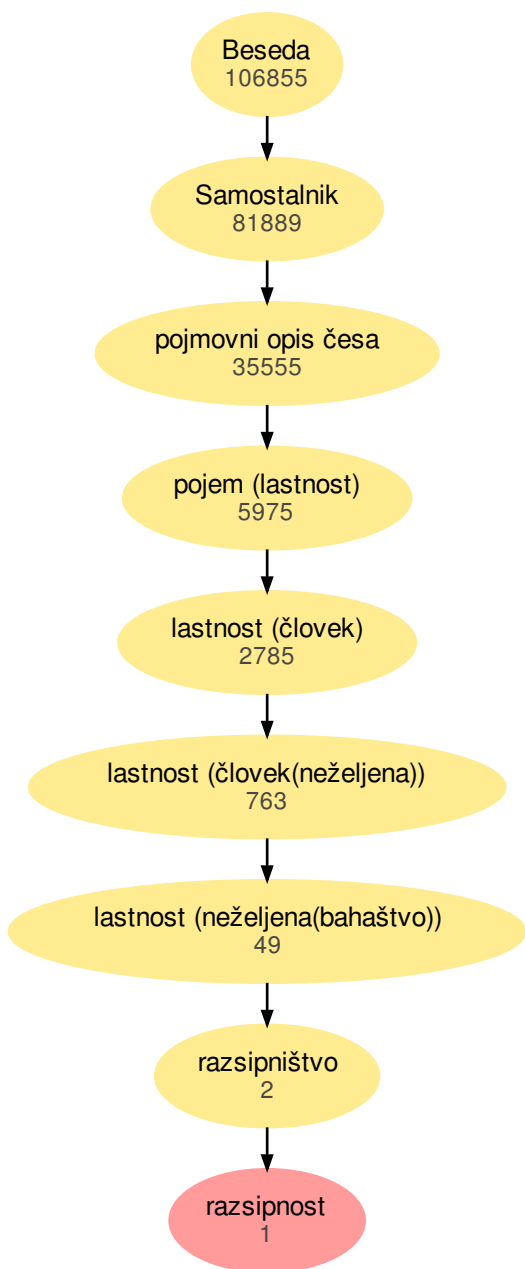 Beseda
106855
Samostalnik
81889
pojmovni opis česa
35555
pojem (lastnost)
5975
lastnost (človek)
2785
lastnost (človek(neželjena))
763
lastnost (neželjena(bahaštvo))
49
razsipništvo
2
razsipnost
1